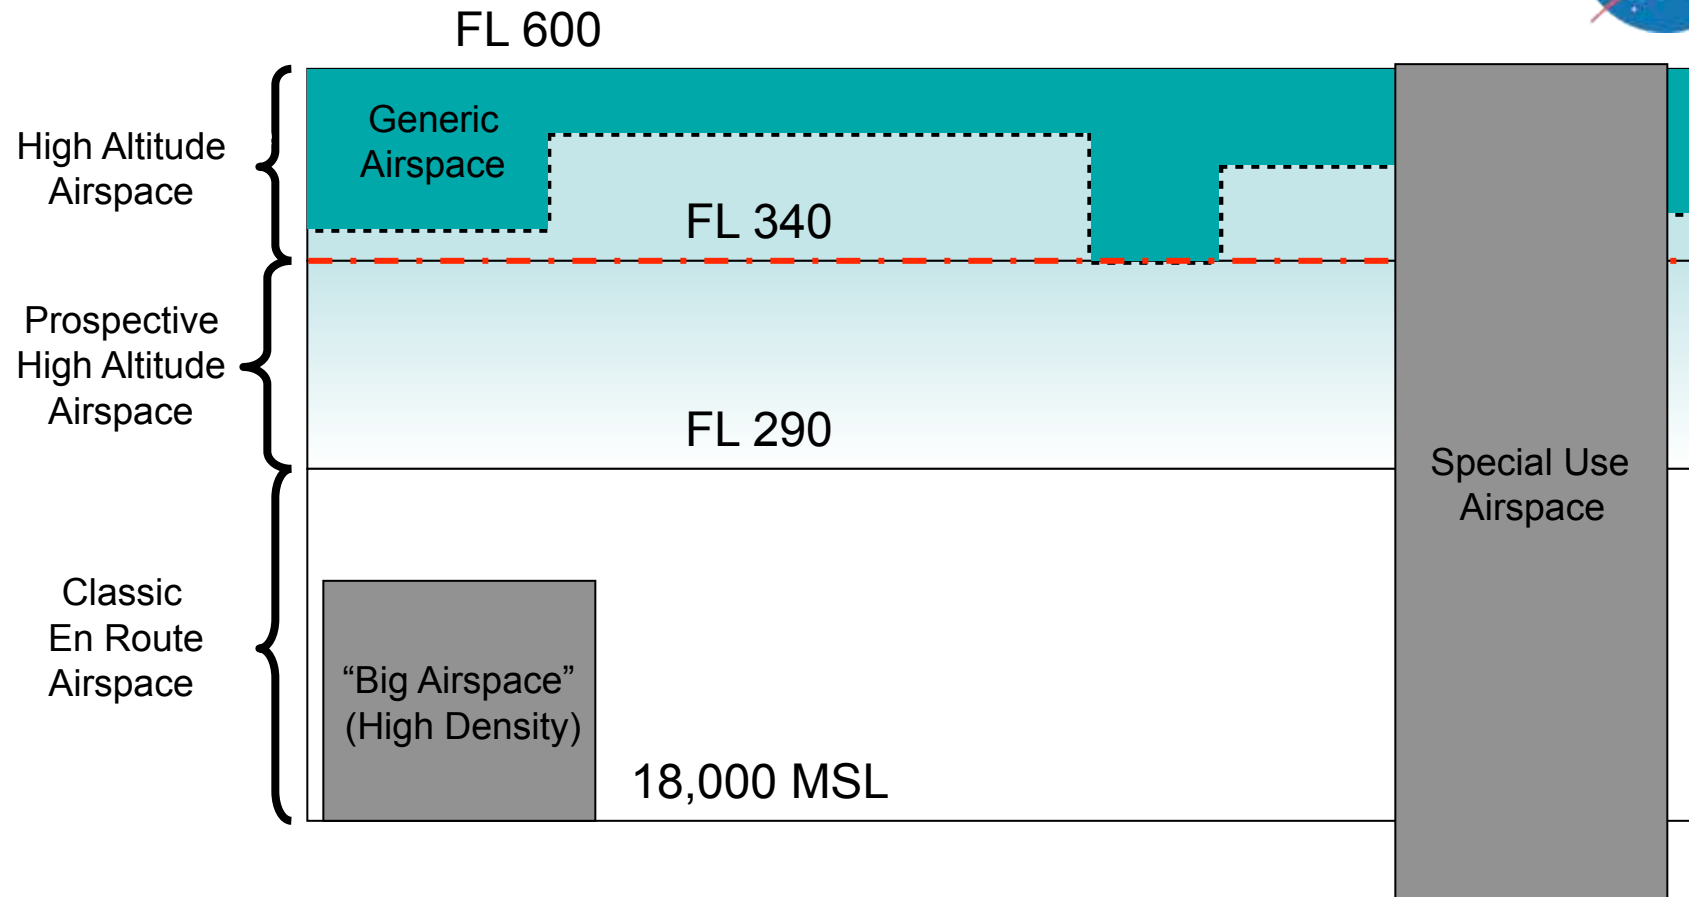 FL 600
High Altitude
Airspace
Generic
Airspace
FL 340
Prospective
High Altitude
Airspace
FL 290
Special Use
Airspace
Classic
En Route
Airspace
“Big Airspace”
(High Density)
18,000 MSL